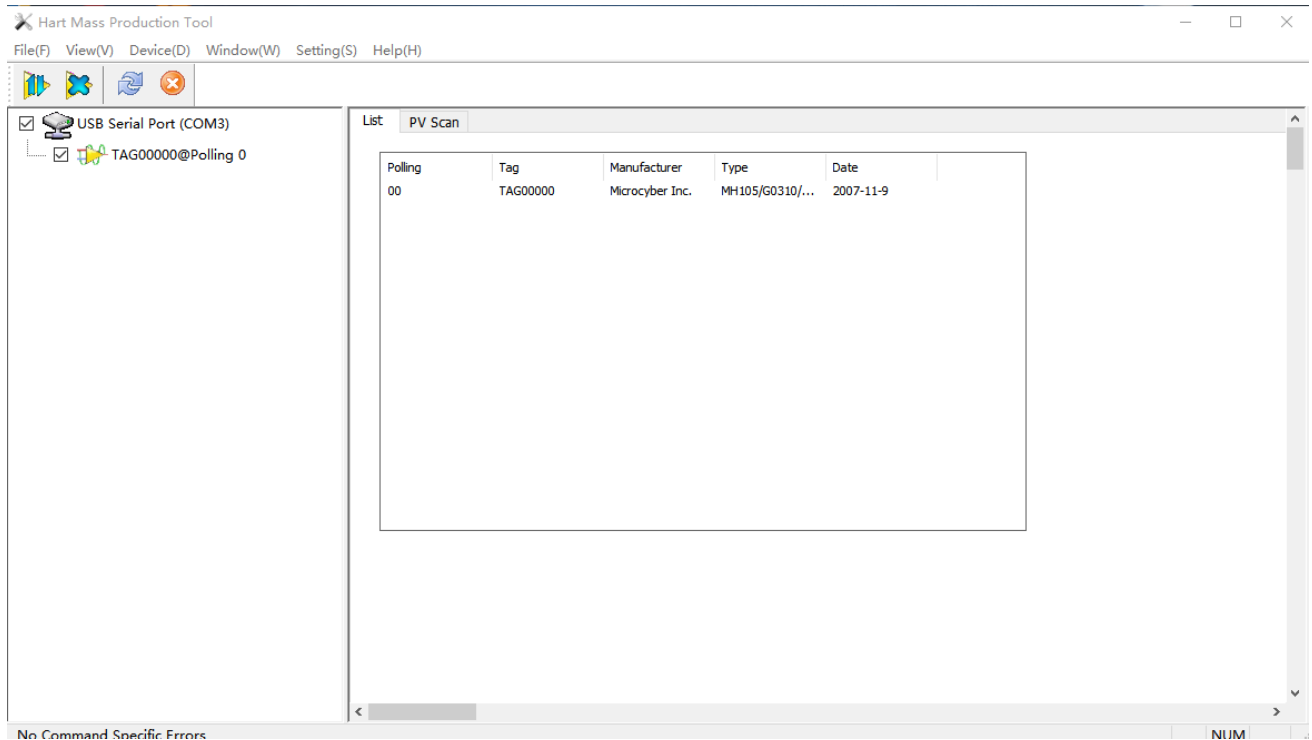 Hart Mass Production Tool
File(F) View(V) Device(D) Window(W) Setting(S) Help(H)
USB Serial Port (COM3)
TAG00000@Polling 0
List PV Scan
Polling Tag Manufacturer Type Date
00 TAG00000 Microcyber Inc. MH105/G0310/... 2007-11-9
No Command Specific Errors NUM